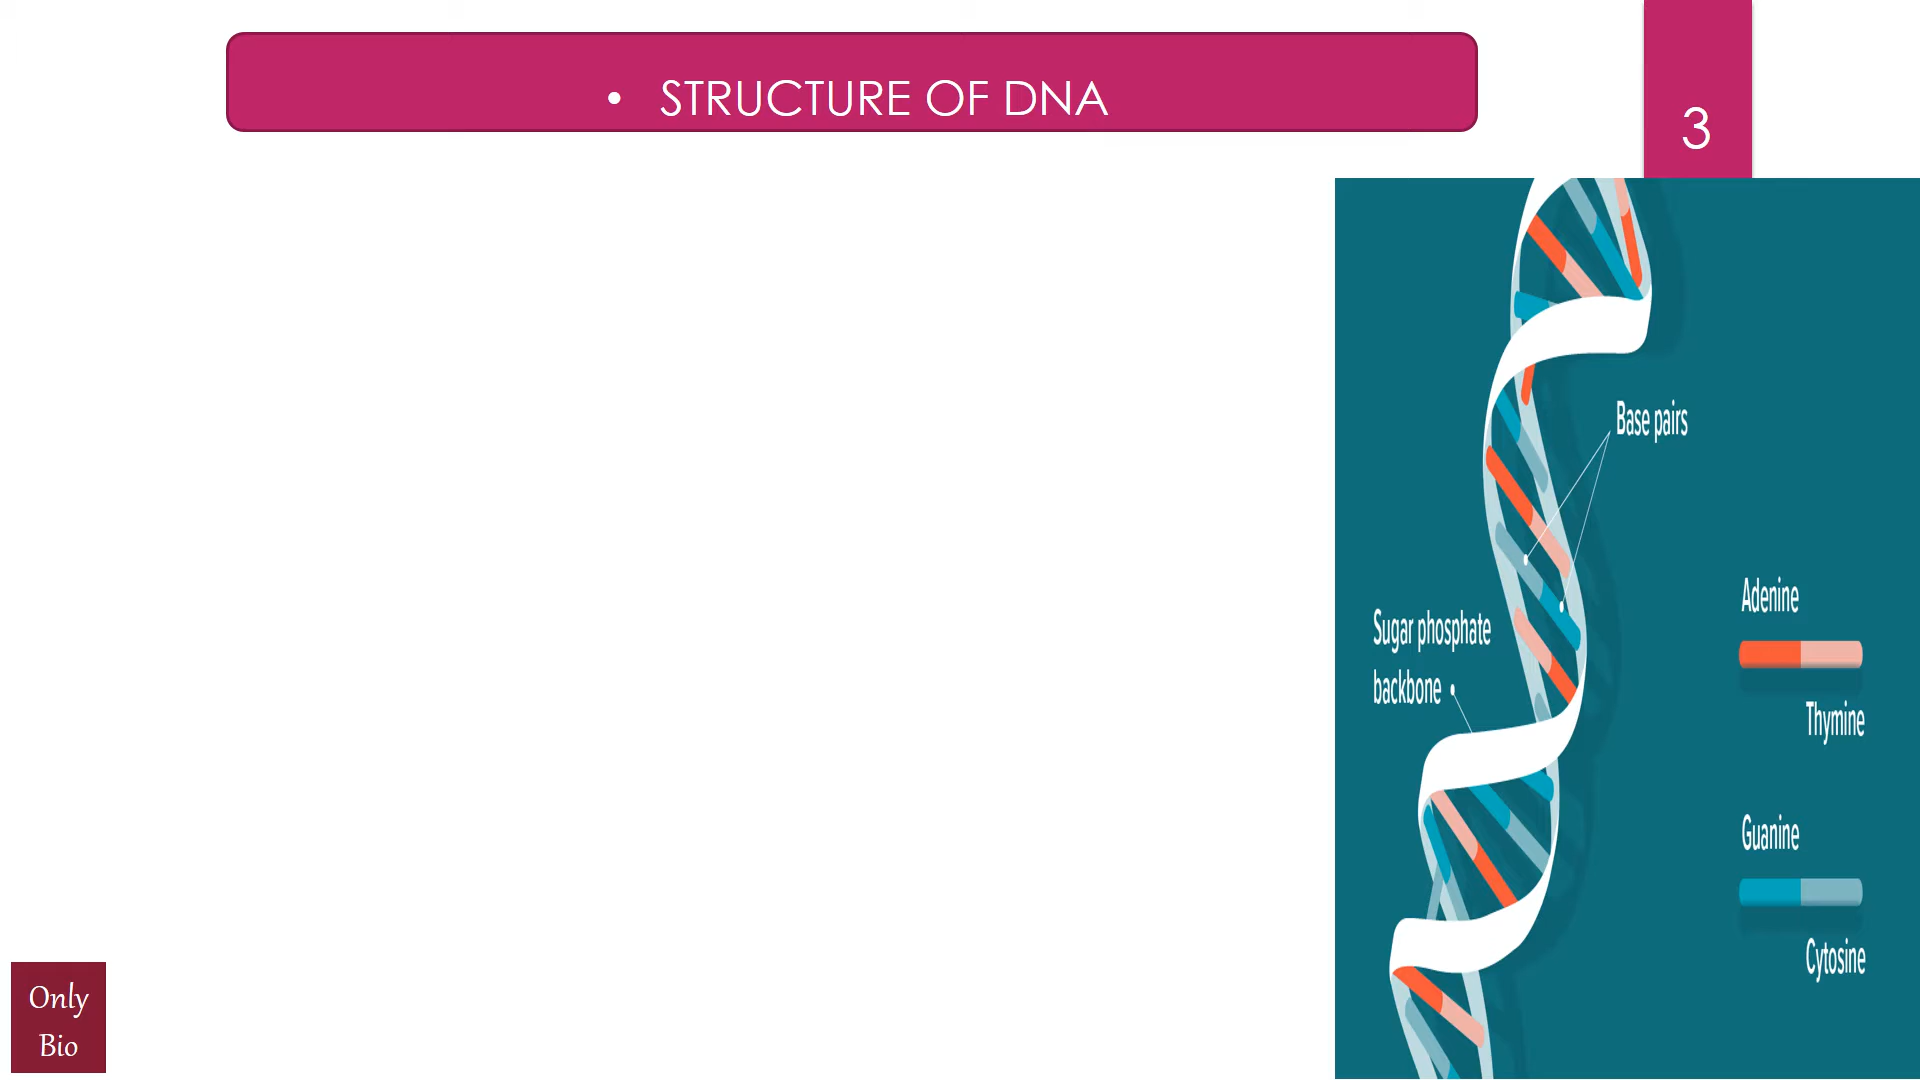 • STRUCTURE OF DNA
3
Base pairs
Sugar phosphate
backbone
Adenine
Thymine
Guanine
Cytosine
Only
Bio